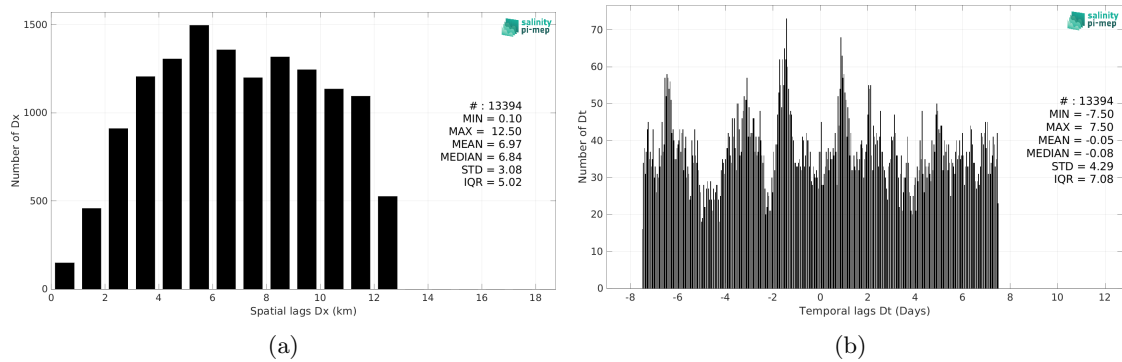 1500
1000
500
0
Number of Dx
0 2 4 6 8 10 12 14 16 18
Spatial lags Dx (km)
salinity
pi-mep
# : 13394
MIN = 0.10
MAX = 12.50
MEAN = 6.97
MEDIAN = 6.84
STD = 3.08
IQR = 5.02
(a)
70
60
50
40
30
20
10
0
Number of Dt
-8 -6 -4 -2 0 2 4 6 8 10 12
Temporal lags Dt (Days)
salinity
pi-mep
# : 13394
MIN = -7.50
MAX = 7.50
MEAN = -0.05
MEDIAN = -0.08
STD = 4.29
IQR = 7.08
(b)